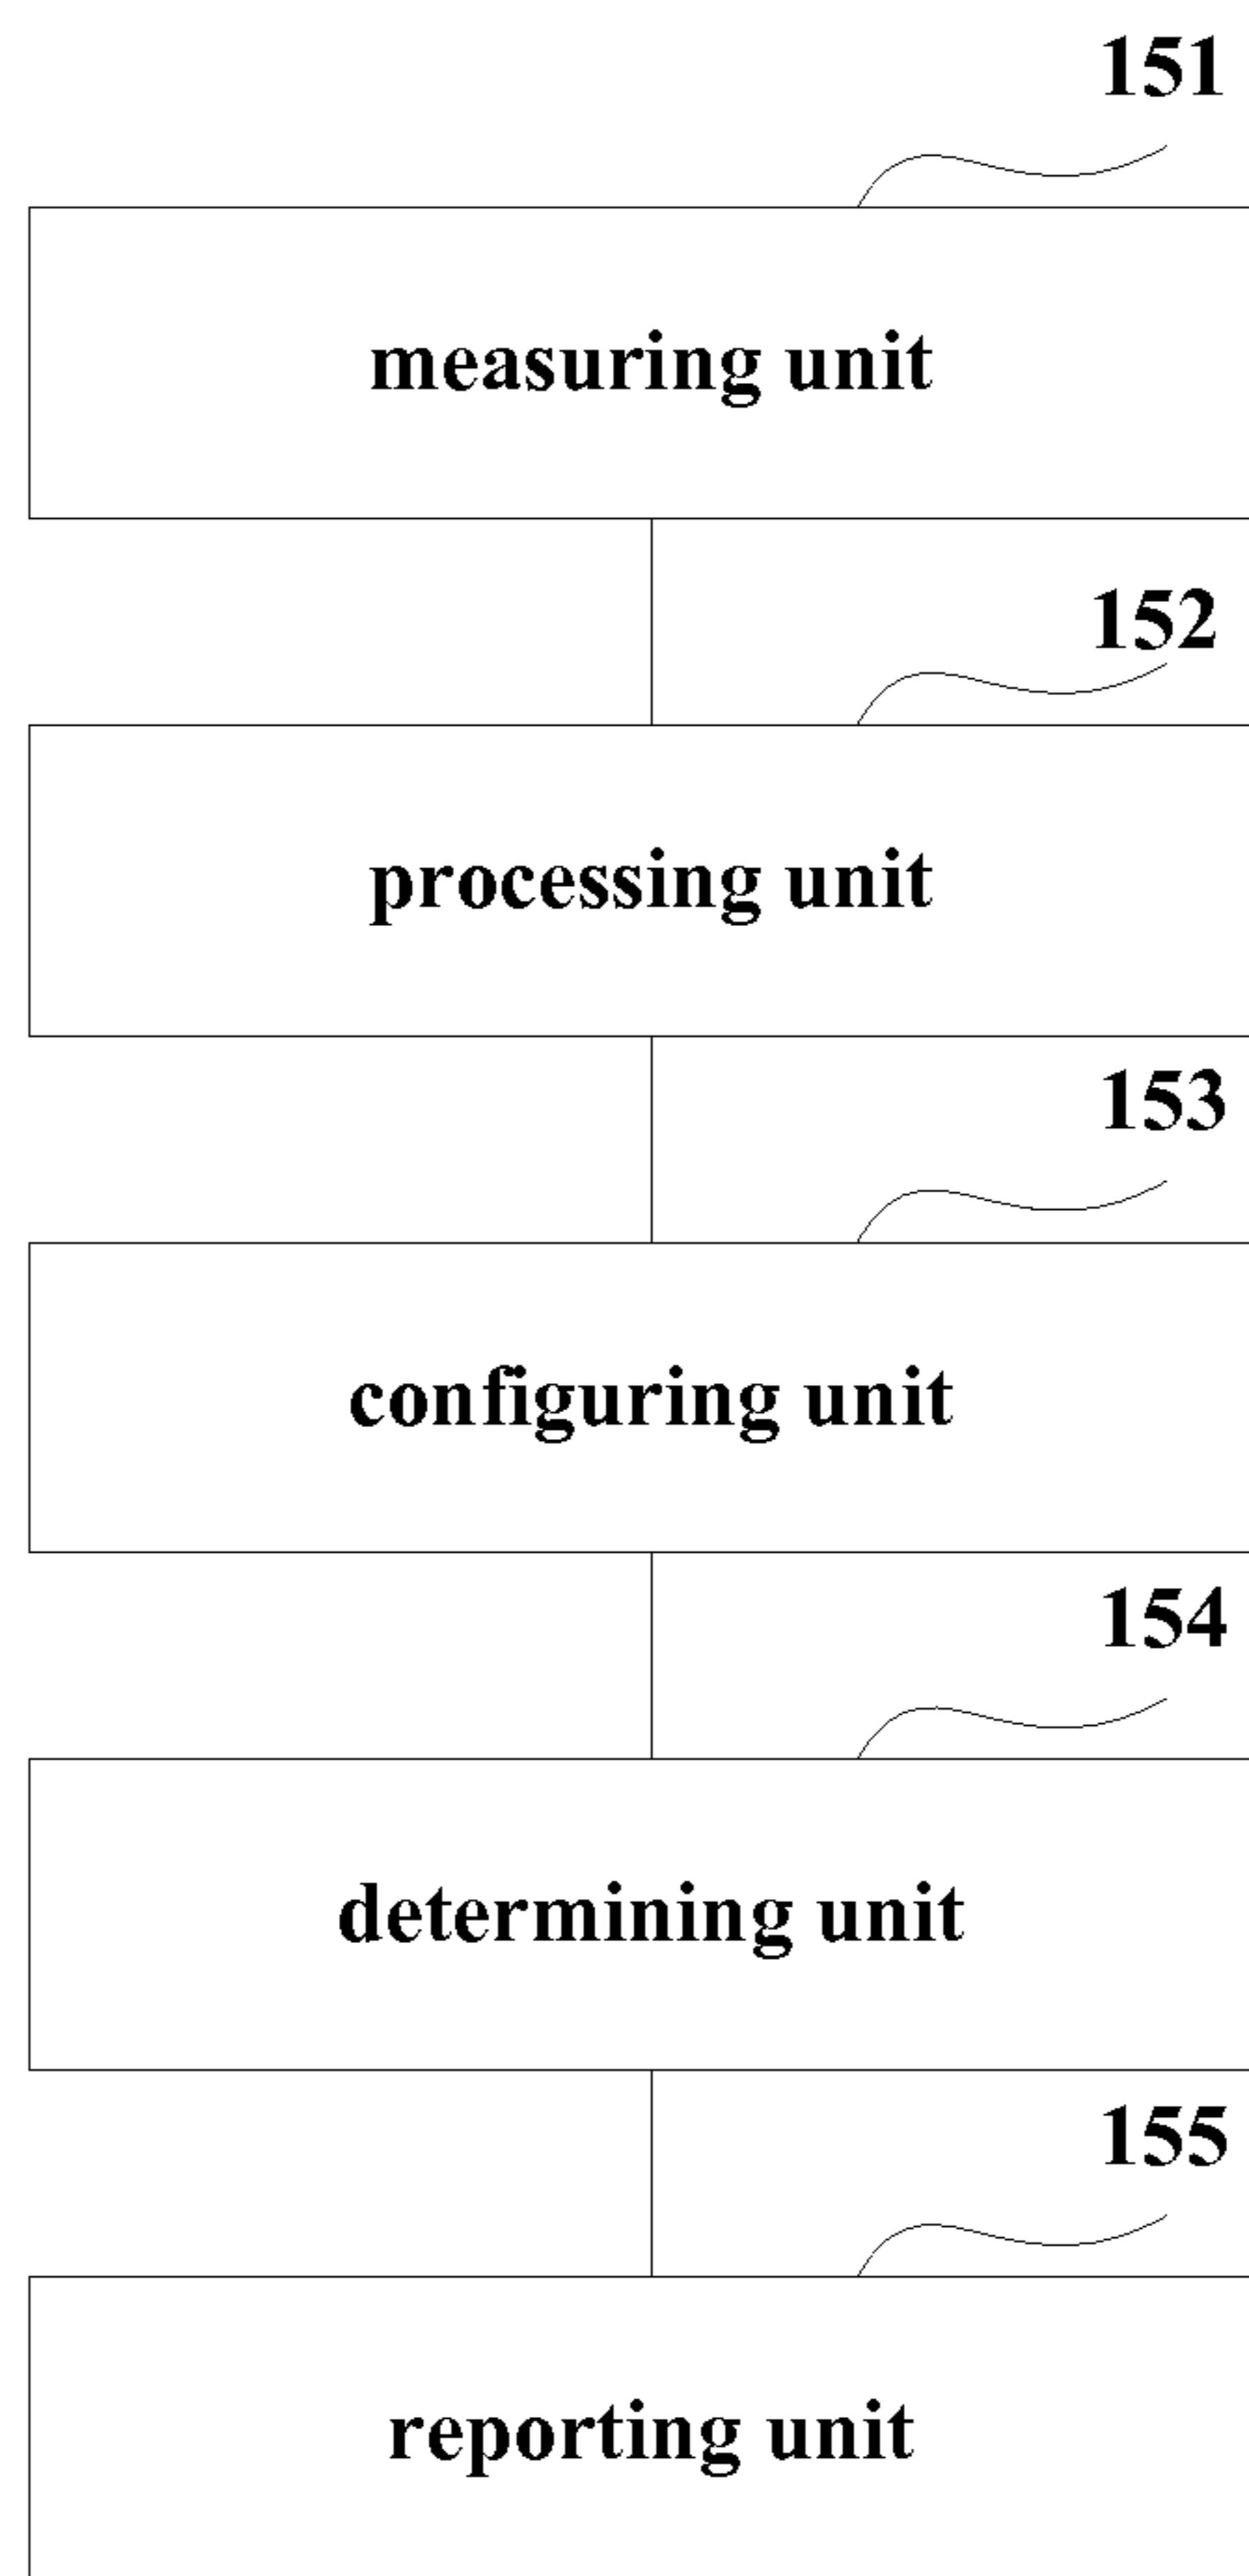 151
measuring unit
152
processing unit
153
configuring unit
154
determining unit
155
reporting unit